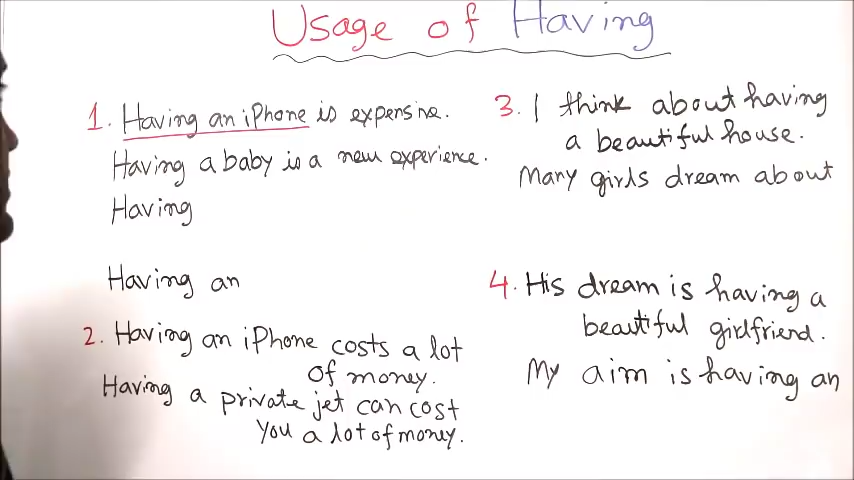 Usage of Having
1. Having an iPhone is expensive.
Having a baby is a new experience.
Having
Having an
2. Having an iPhone costs a lot
of money.
Having a private jet can cost
you a lot of money.
3. I think about having
a beautiful house.
Many girls dream about
4. His dream is having a
beautiful girlfriend.
My aim is having an